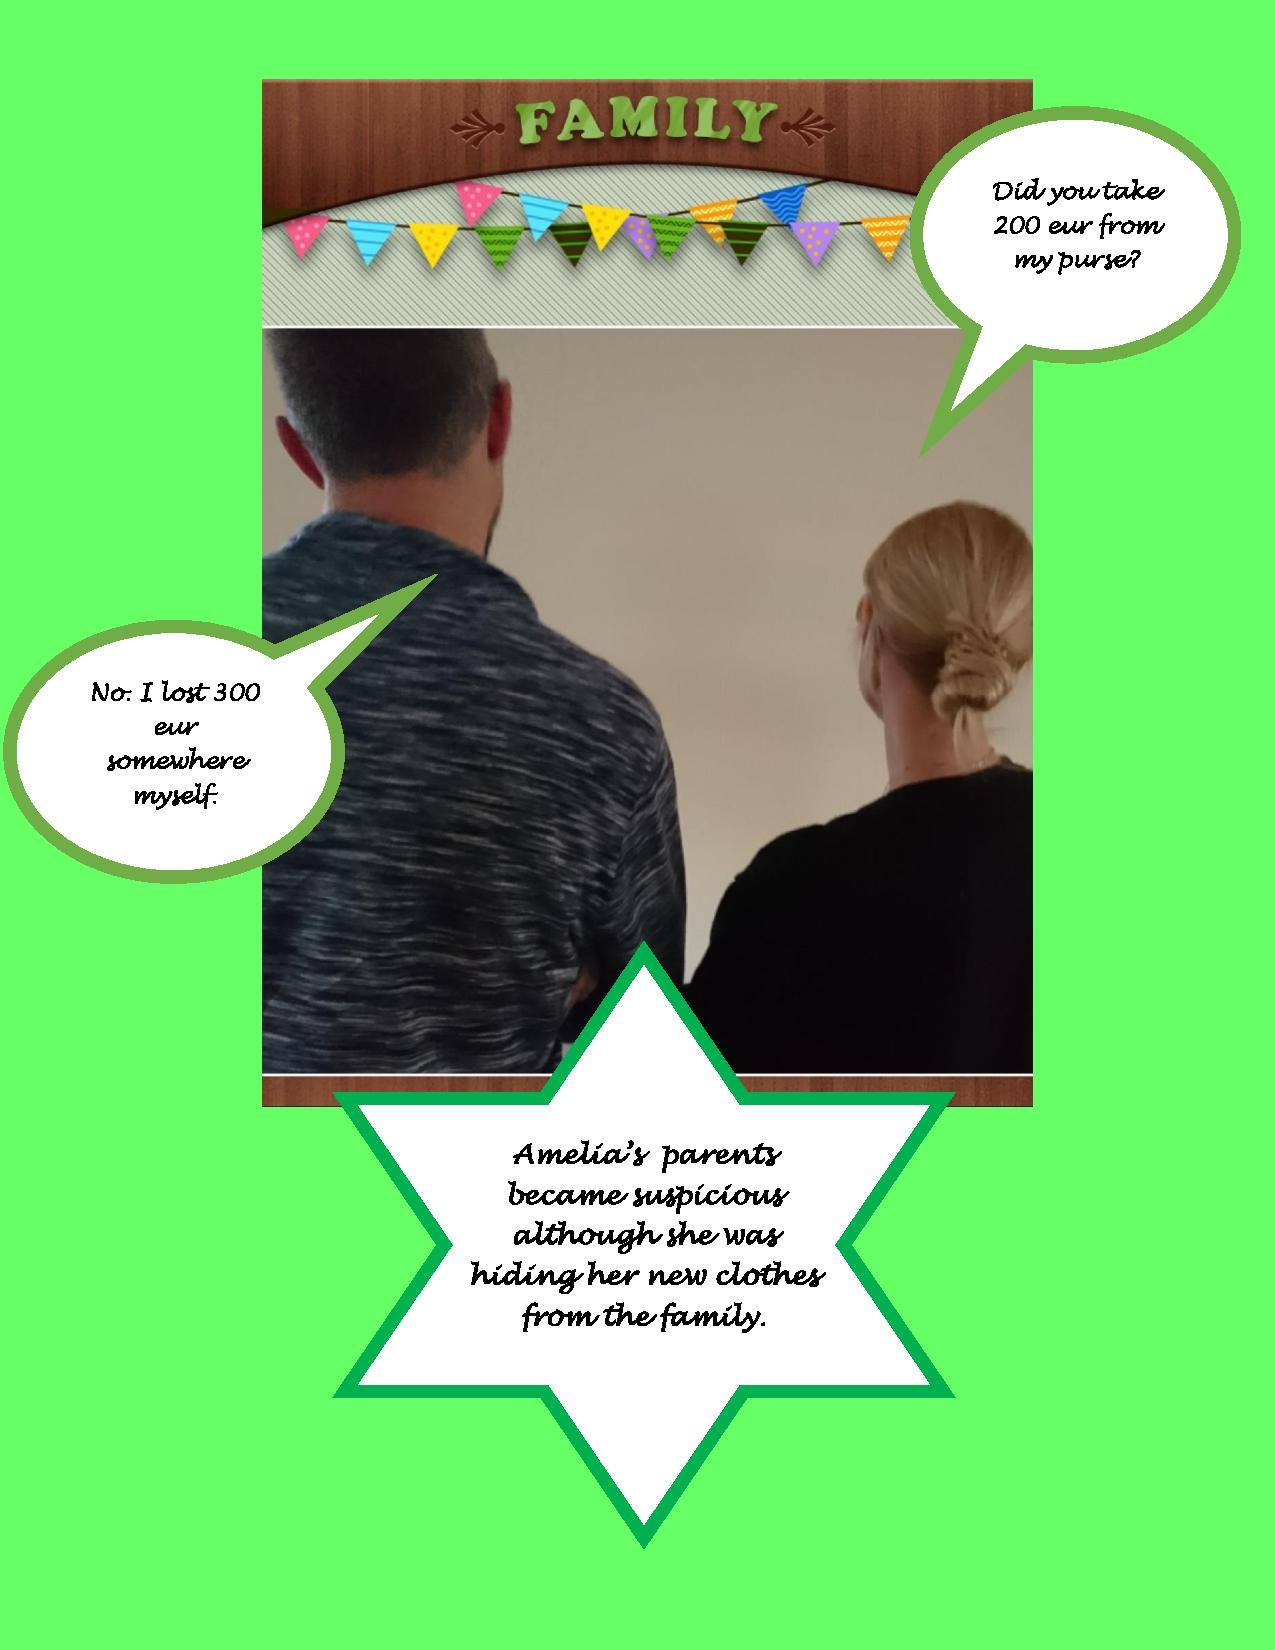 FAMILY
Did you take
200 eur from
my purse?
No. I lost 300
eur
somewhere
myself.
Amelia's parents
became suspicious
although she was
hiding her new clothes
from the family.